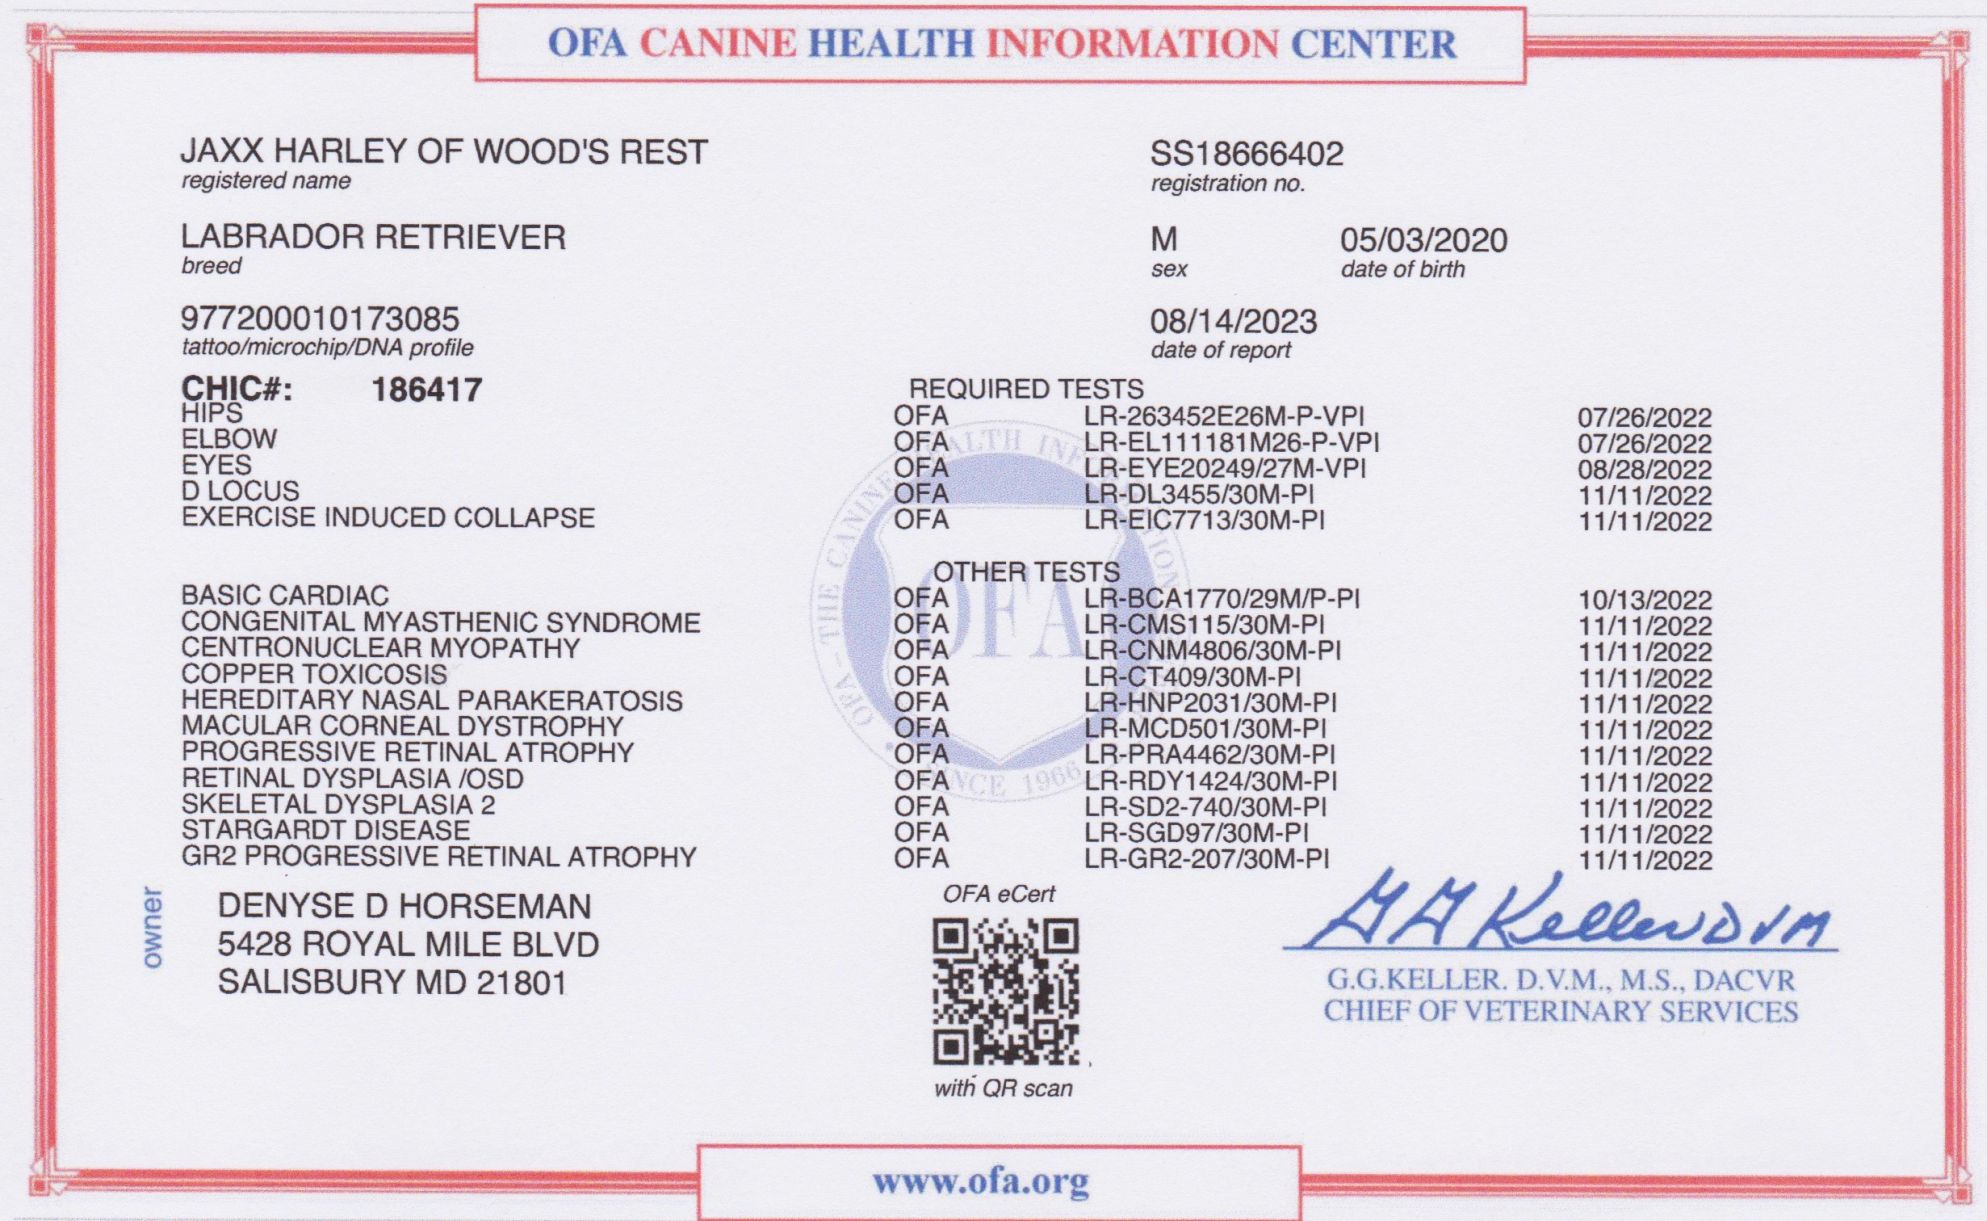 OFA CANINE HEALTH INFORMATION CENTER
JAXX HARLEY OF WOOD'S REST
registered name
SS18666402
registration no.
LABRADOR RETRIEVER
breed
M
sex
05/03/2020
date of birth
977200010173085
tattoo/microchip/DNA profile
08/14/2023
date of report
CHIC#: 186417
REQUIRED TESTS
HIPS OFA LR-263452E26M-P-VPI 07/26/2022
ELBOW OFA LR-EL111181M26-P-VPI 07/26/2022
EYES OFA LR-EYE20249/27M-VPI 08/28/2022
D LOCUS OFA LR-DL3455/30M-PI 11/11/2022
EXERCISE INDUCED COLLAPSE OFA LR-EIC7713/30M-PI 11/11/2022
OTHER TESTS
BASIC CARDIAC OFA LR-BCA1770/29M/P-PI 10/13/2022
CONGENITAL MYASTHENIC SYNDROME OFA LR-CMS115/30M-PI 11/11/2022
CENTRONUCLEAR MYOPATHY OFA LR-CNM4806/30M-PI 11/11/2022
COPPER TOXICOSIS OFA LR-CT409/30M-PI 11/11/2022
HEREDITARY NASAL PARAKERATOSIS OFA LR-HNP2031/30M-PI 11/11/2022
MACULAR CORNEAL DYSTROPHY OFA LR-MCD501/30M-PI 11/11/2022
PROGRESSIVE RETINAL ATROPHY OFA LR-PRA4462/30M-PI 11/11/2022
RETINAL DYSPLASIA /OSD OFA LR-RDY1424/30M-PI 11/11/2022
SKELETAL DYSPLASIA 2 OFA LR-SD2-740/30M-PI 11/11/2022
STARGARDT DISEASE OFA LR-SGD97/30M-PI 11/11/2022
GR2 PROGRESSIVE RETINAL ATROPHY OFA LR-GR2-207/30M-PI 11/11/2022
OFA - THE CANINE HEALTH INFORMATION
OFA
SINCE 1966
owner
DENYSE D HORSEMAN
5428 ROYAL MILE BLVD
SALISBURY MD 21801
OFA eCert
with QR scan
GG Keller DVM
G.G.KELLER. D.V.M., M.S., DACVR
CHIEF OF VETERINARY SERVICES
www.ofa.org